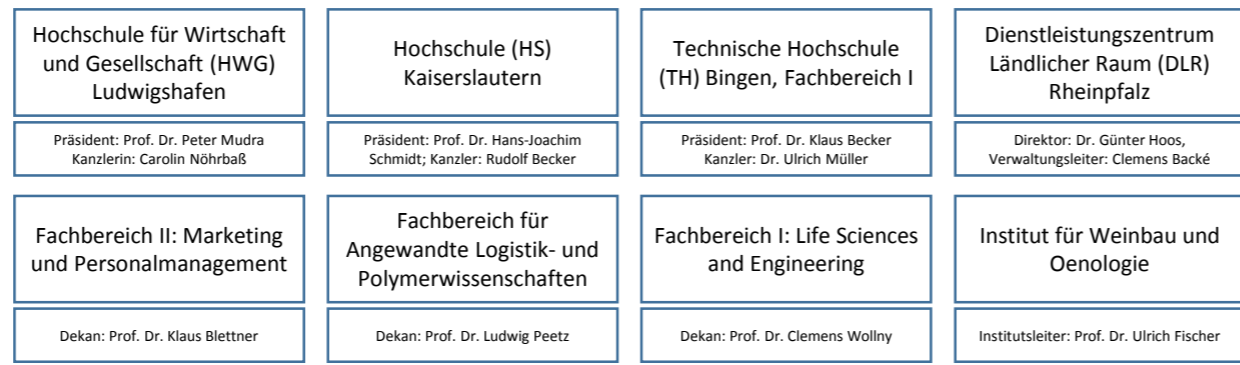 Hochschule für Wirtschaft
und Gesellschaft (HWG)
Ludwigshafen
Präsident: Prof. Dr. Peter Mudra
Kanzlerin: Carolin Nöhrbaß
Hochschule (HS)
Kaiserslautern
Präsident: Prof. Dr. Hans-Joachim
Schmidt; Kanzler: Rudolf Becker
Technische Hochschule
(TH) Bingen, Fachbereich I
Präsident: Prof. Dr. Klaus Becker
Kanzler: Dr. Ulrich Müller
Dienstleistungszentrum
Ländlicher Raum (DLR)
Rheinpfalz
Direktor: Dr. Günter Hoos,
Verwaltungsleiter: Clemens Backé
Fachbereich II: Marketing
und Personalmanagement
Dekan: Prof. Dr. Klaus Blettner
Fachbereich für
Angewandte Logistik- und
Polymerwissenschaften
Dekan: Prof. Dr. Ludwig Peetz
Fachbereich I: Life Sciences
and Engineering
Dekan: Prof. Dr. Clemens Wollny
Institut für Weinbau und
Oenologie
Institutsleiter: Prof. Dr. Ulrich Fischer